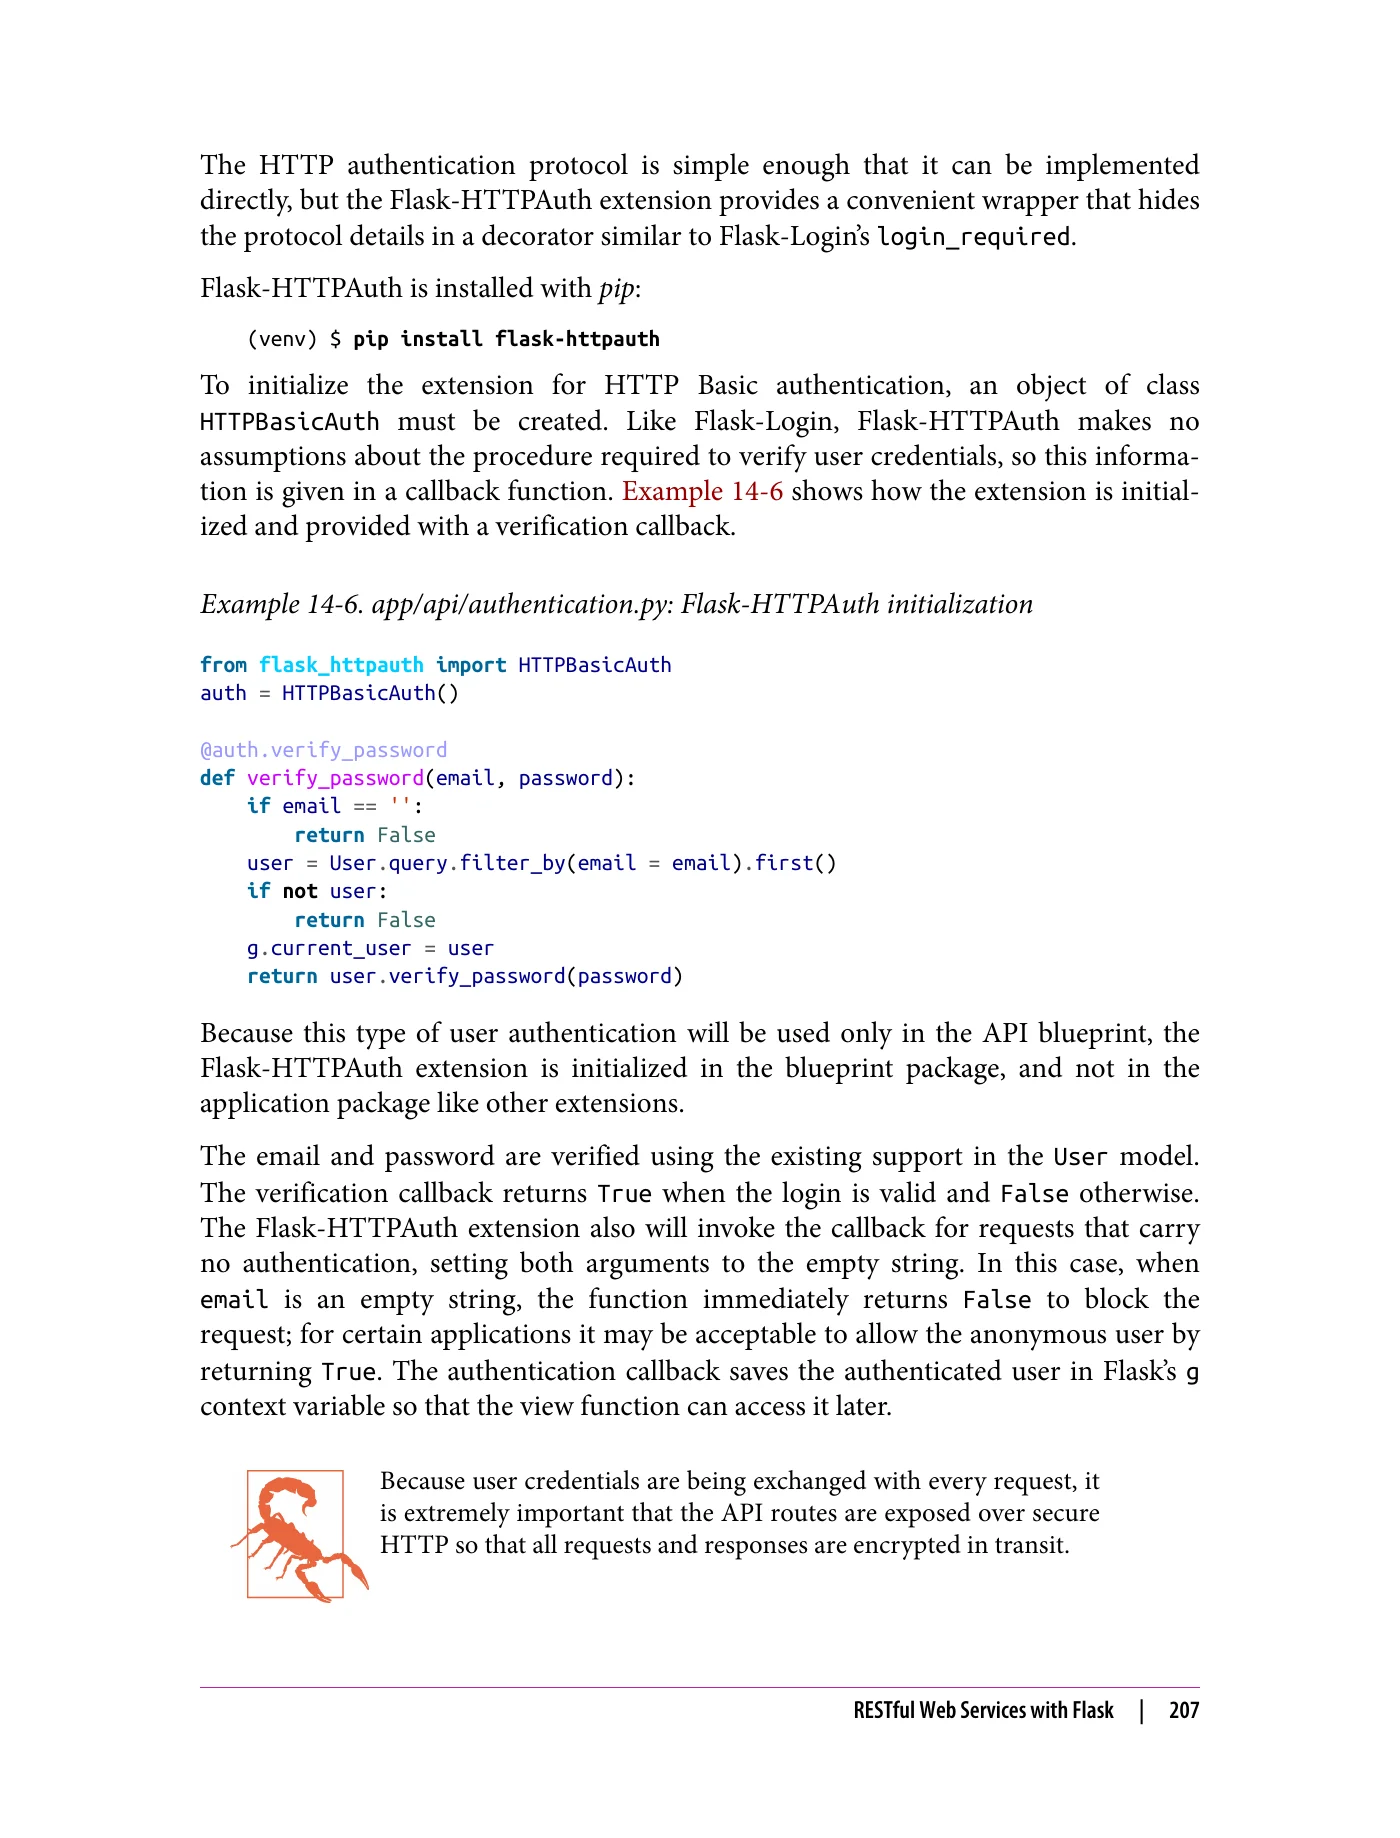 The HTTP authentication protocol is simple enough that it can be implemented
directly, but the Flask-HTTPAuth extension provides a convenient wrapper that hides
the protocol details in a decorator similar to Flask-Login’s login_required.
Flask-HTTPAuth is installed with pip:
(venv) $ pip install flask-httpauth
To initialize the extension for HTTP Basic authentication, an object of class
HTTPBasicAuth must be created. Like Flask-Login, Flask-HTTPAuth makes no
assumptions about the procedure required to verify user credentials, so this informa-
tion is given in a callback function. Example 14-6 shows how the extension is initial-
ized and provided with a verification callback.
Example 14-6. app/api/authentication.py: Flask-HTTPAuth initialization
from flask_httpauth import HTTPBasicAuth
auth = HTTPBasicAuth()
@auth.verify_password
def verify_password(email, password):
    if email == '':
        return False
    user = User.query.filter_by(email = email).first()
    if not user:
        return False
    g.current_user = user
    return user.verify_password(password)
Because this type of user authentication will be used only in the API blueprint, the
Flask-HTTPAuth extension is initialized in the blueprint package, and not in the
application package like other extensions.
The email and password are verified using the existing support in the User model.
The verification callback returns True when the login is valid and False otherwise.
The Flask-HTTPAuth extension also will invoke the callback for requests that carry
no authentication, setting both arguments to the empty string. In this case, when
email is an empty string, the function immediately returns False to block the
request; for certain applications it may be acceptable to allow the anonymous user by
returning True. The authentication callback saves the authenticated user in Flask’s g
context variable so that the view function can access it later.
Because user credentials are being exchanged with every request, it
is extremely important that the API routes are exposed over secure
HTTP so that all requests and responses are encrypted in transit.
RESTful Web Services with Flask | 207